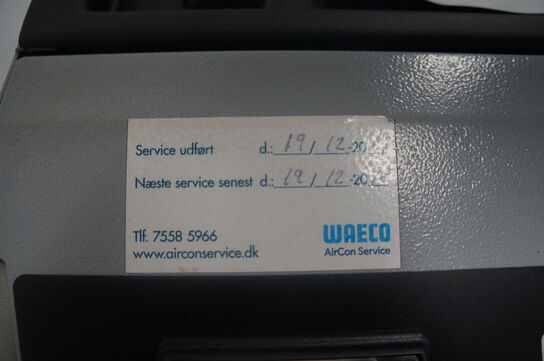 Service udført d.: 19 / 12 -20
Næste service senest d.: 19 / 12 -20
Tlf. 7558 5966
www.airconservice.dk
WAECO
AirCon Service